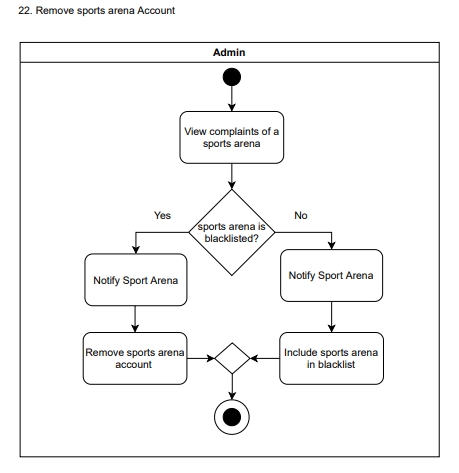 22. Remove sports arena Account
Admin
View complaints of a
sports arena
Yes
No
sports arena is
blacklisted?
Notify Sport Arena
Notify Sport Arena
Remove sports arena
account
Include sports arena
in blacklist